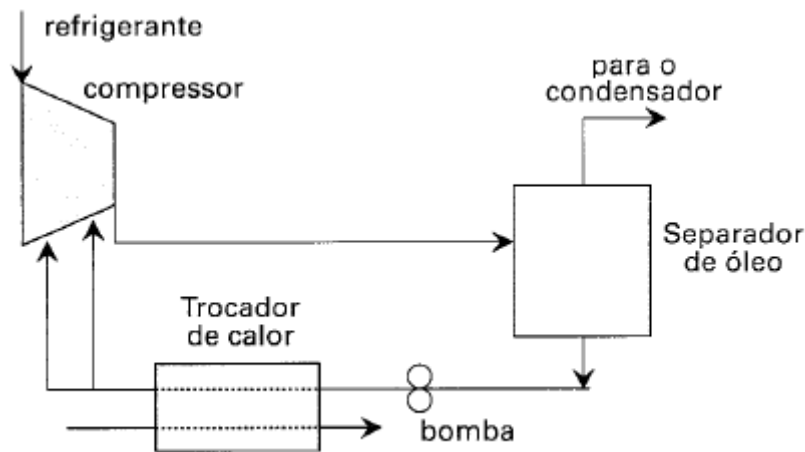 refrigerante
compressor
para o
condensador
Separador
de óleo
Trocador
de calor
bomba